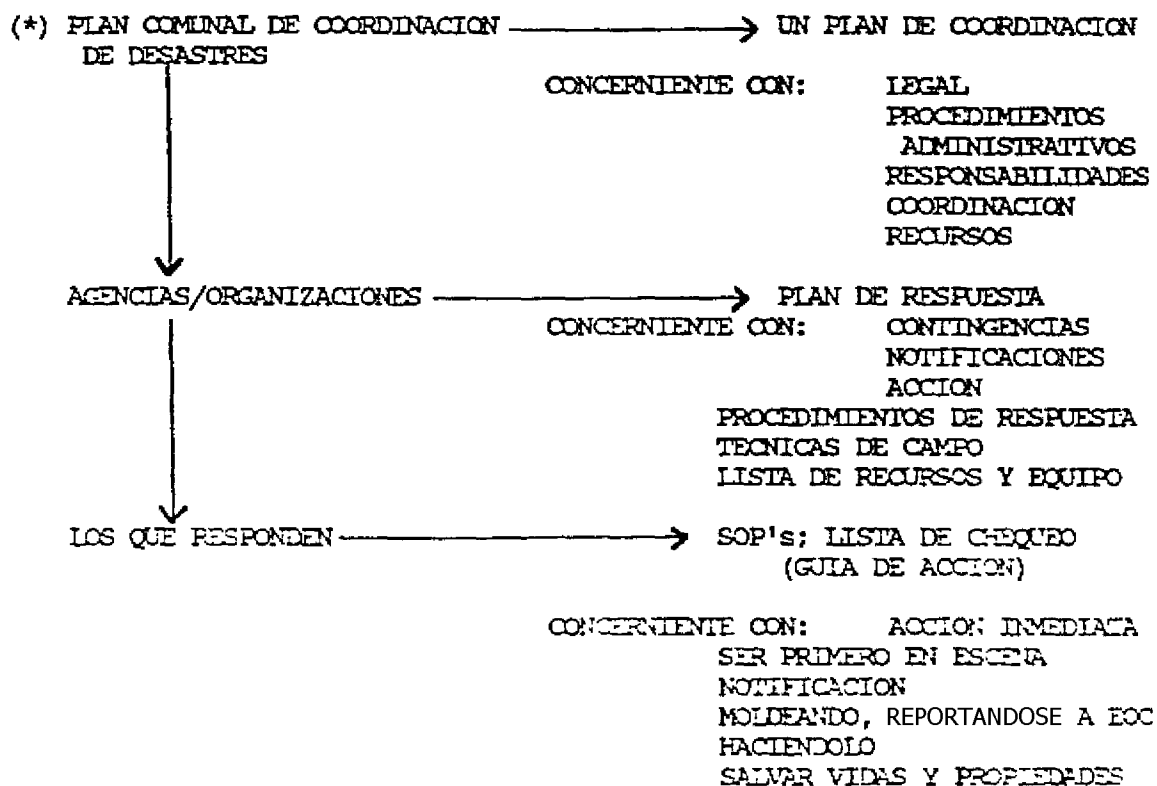 (*) PLAN COMUNAL DE COORDINACION UN PLAN DE COORDINACION
DE DESASTRES
CONCERNIENTE CON: LEGAL
PROCEDIMIENTOS
ADMINISTRATIVOS
RESPONSABILIDADES
COORDINACION
RECURSOS
AGENCIAS/ORGANIZACIONES PLAN DE RESPUESTA
CONCERNIENTE CON: CONTINGENCIAS
NOTIFICACIONES
ACCION
PROCEDIMIENTOS DE RESPUESTA
TECNICAS DE CAMPO
LISTA DE RECURSOS Y EQUIPO
LOS QUE RESPONDEN SOP's; LISTA DE CHEQUEO
(GUIA DE ACCION)
CONCERNIENTE CON: ACCION INMEDIATA
SER PRIMERO EN ESCENA
NOTIFICACION
MOLDEANDO, REPORTANDOSE A EOC
HACIENDOLO
SALVAR VIDAS Y PROPIEDADES